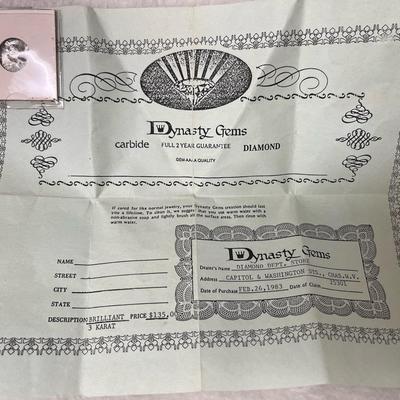 Dynasty Gems
carbide FULL 2 YEAR GUARANTEE DIAMOND
GEM-AAA QUALITY
If cared for like normal jewelry, your Dynasty Gems creation should last
you a lifetime. To clean it, we suggest that you use warm water with a
non-abrasive soap and lightly brush all the surface areas. Then rinse with
warm water.
NAME
STREET
CITY
STATE
DESCRIPTION BRILLIANT PRICE $135.00
3 KARAT
Dynasty Gems
Dealer's Name DIAMOND DEPT. STORE
Address CAPITOL & WASHINGTON STS., CHAS.W.V.
25301
Date of Purchase FEB.26,1983 Date of Claim